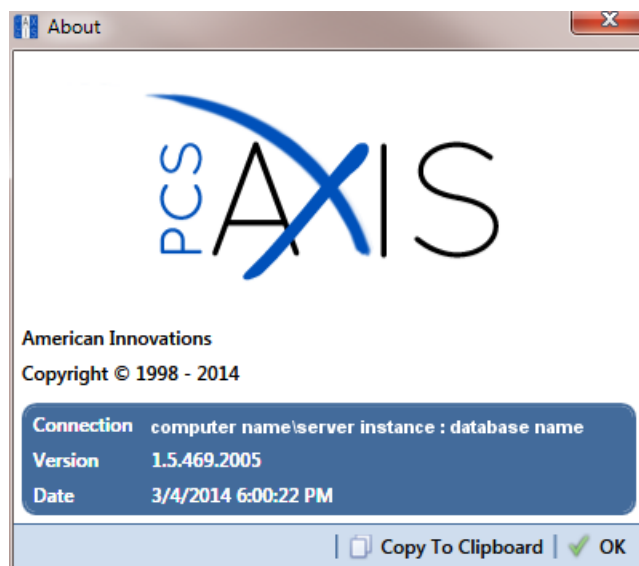 About
PCS AXIS
American Innovations
Copyright © 1998 - 2014
Connection computer name\server instance : database name
Version 1.5.469.2005
Date 3/4/2014 6:00:22 PM
Copy To Clipboard OK